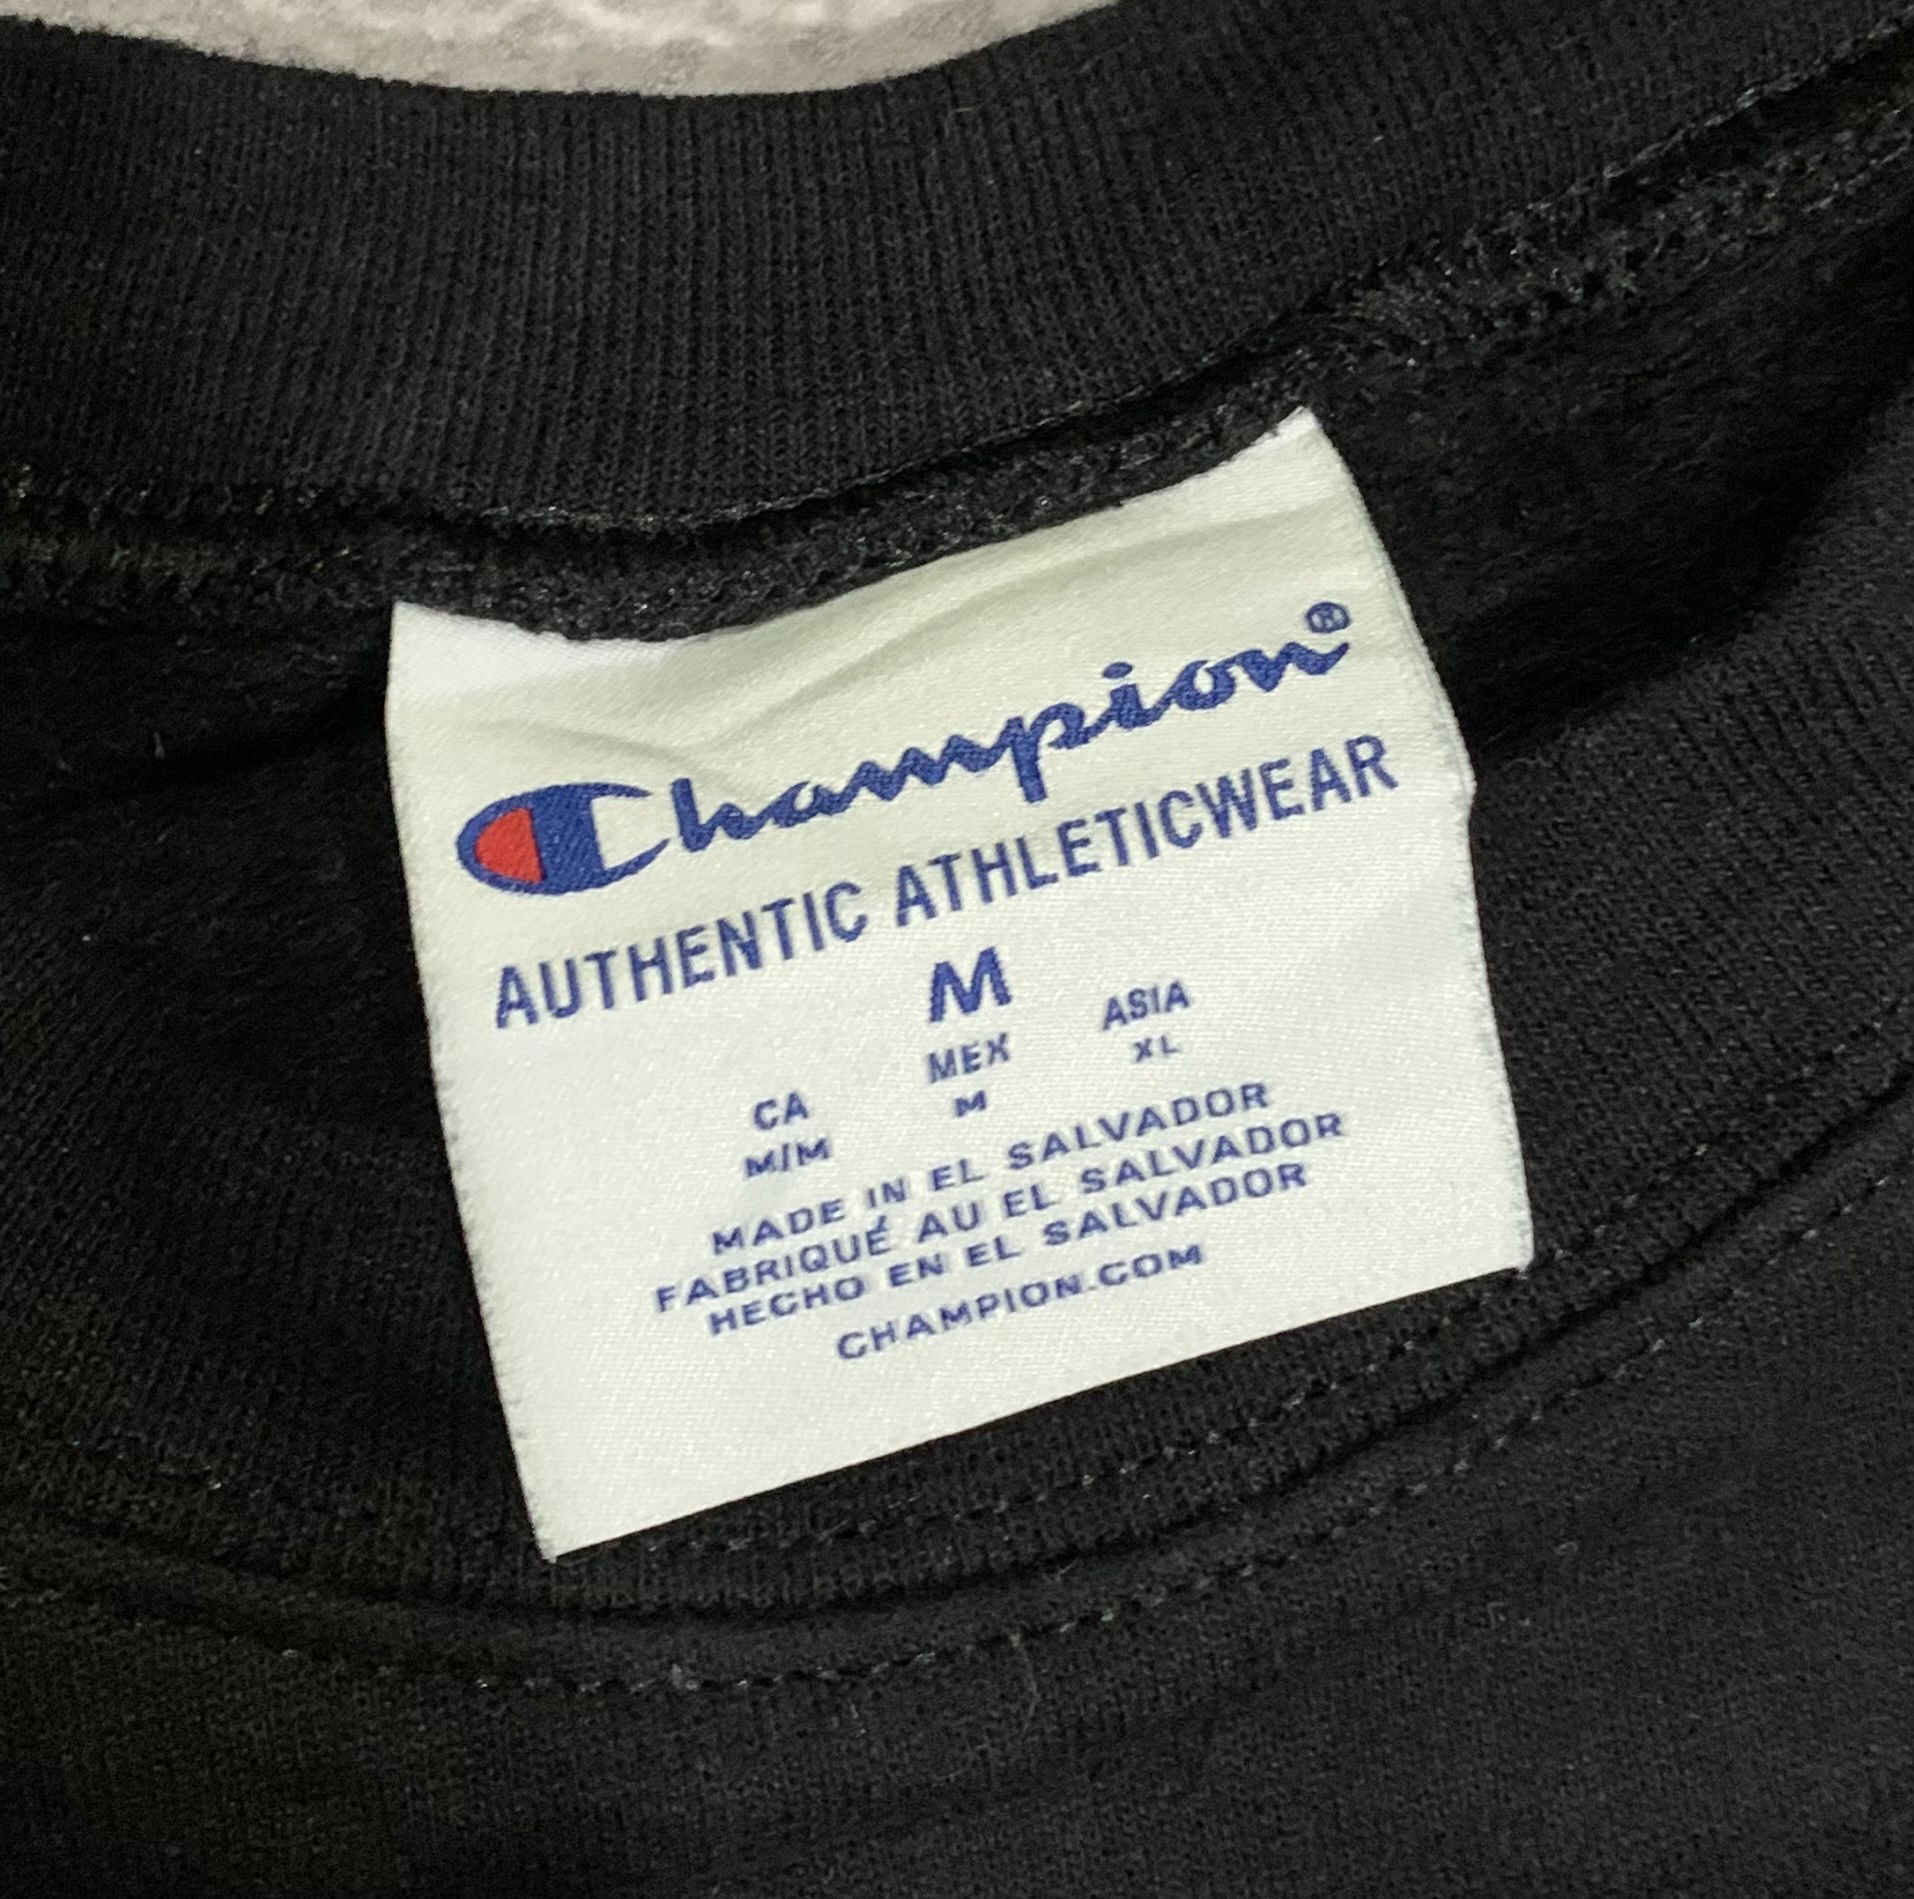 Champion®
AUTHENTIC ATHLETICWEAR
M
CA MEX ASIA
M/M M XL
MADE IN EL SALVADOR
FABRIQUÉ AU EL SALVADOR
HECHO EN EL SALVADOR
CHAMPION.COM